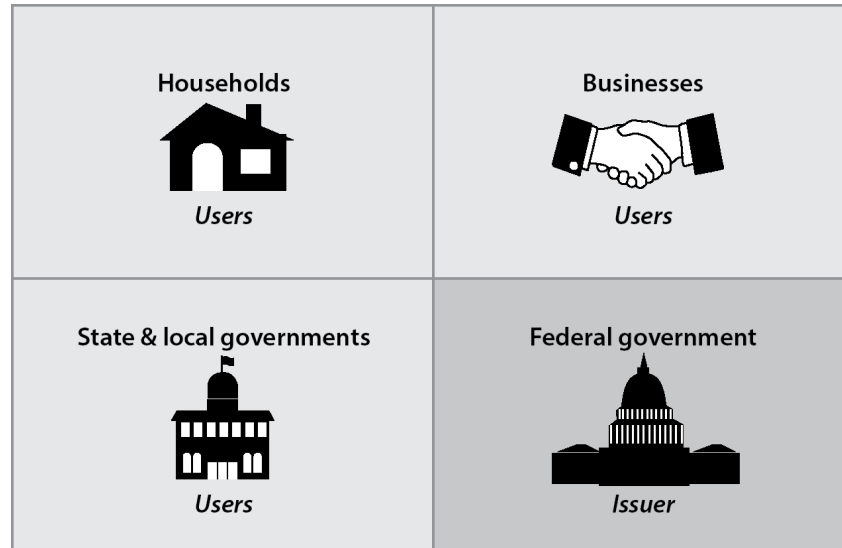 Households
Users
Businesses
Users
State & local governments
Users
Federal government
Issuer